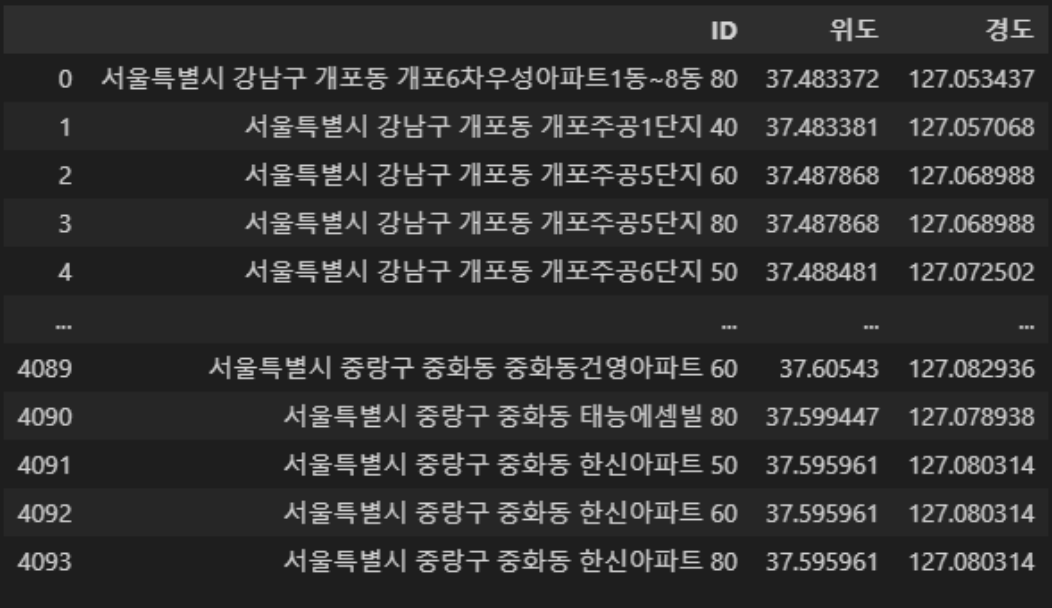 ID 위도 경도
0 서울특별시 강남구 개포동 개포6차우성아파트1동~8동 80 37.483372 127.053437
1 서울특별시 강남구 개포동 개포주공1단지 40 37.483381 127.057068
2 서울특별시 강남구 개포동 개포주공5단지 60 37.487868 127.068988
3 서울특별시 강남구 개포동 개포주공5단지 80 37.487868 127.068988
4 서울특별시 강남구 개포동 개포주공6단지 50 37.488481 127.072502
... ... ... ...
4089 서울특별시 중랑구 중화동 중화동건영아파트 60 37.60543 127.082936
4090 서울특별시 중랑구 중화동 태능에셈빌 80 37.599447 127.078938
4091 서울특별시 중랑구 중화동 한신아파트 50 37.595961 127.080314
4092 서울특별시 중랑구 중화동 한신아파트 60 37.595961 127.080314
4093 서울특별시 중랑구 중화동 한신아파트 80 37.595961 127.080314